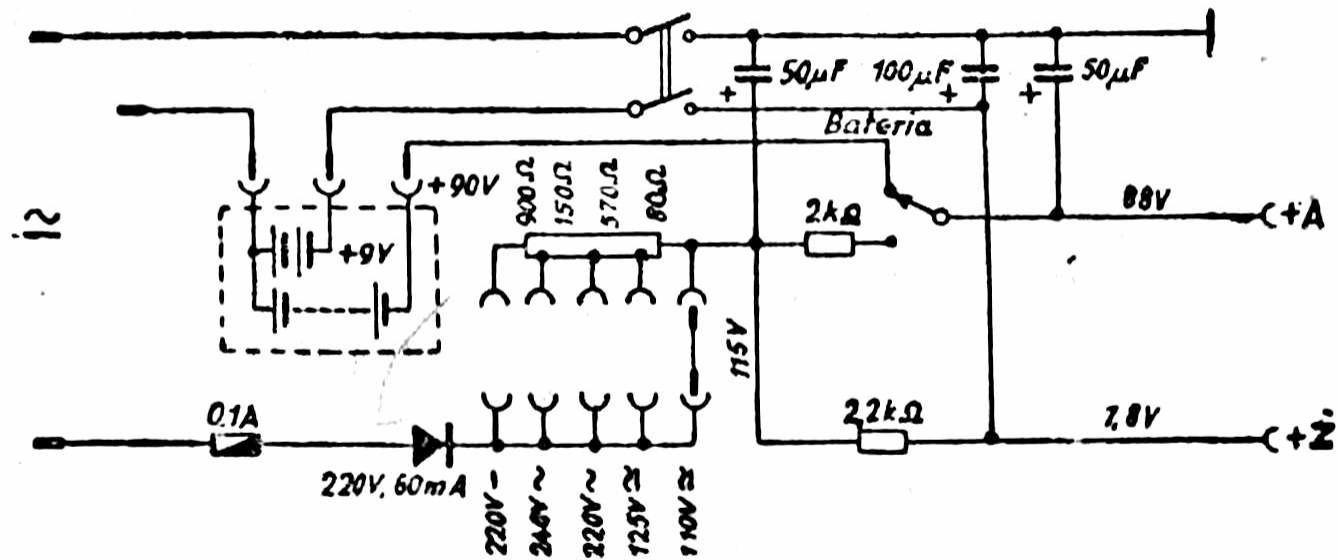 50µF
100µF
50µF
+
+
+
Bateria
+90V
900Ω
150Ω
570Ω
80Ω
2kΩ
88V
+A
+9V
115V
0.1A
220V, 60mA
2,2kΩ
7,8V
+Ż
220V –
240V ~
220V ~
125V ≂
110V ≂